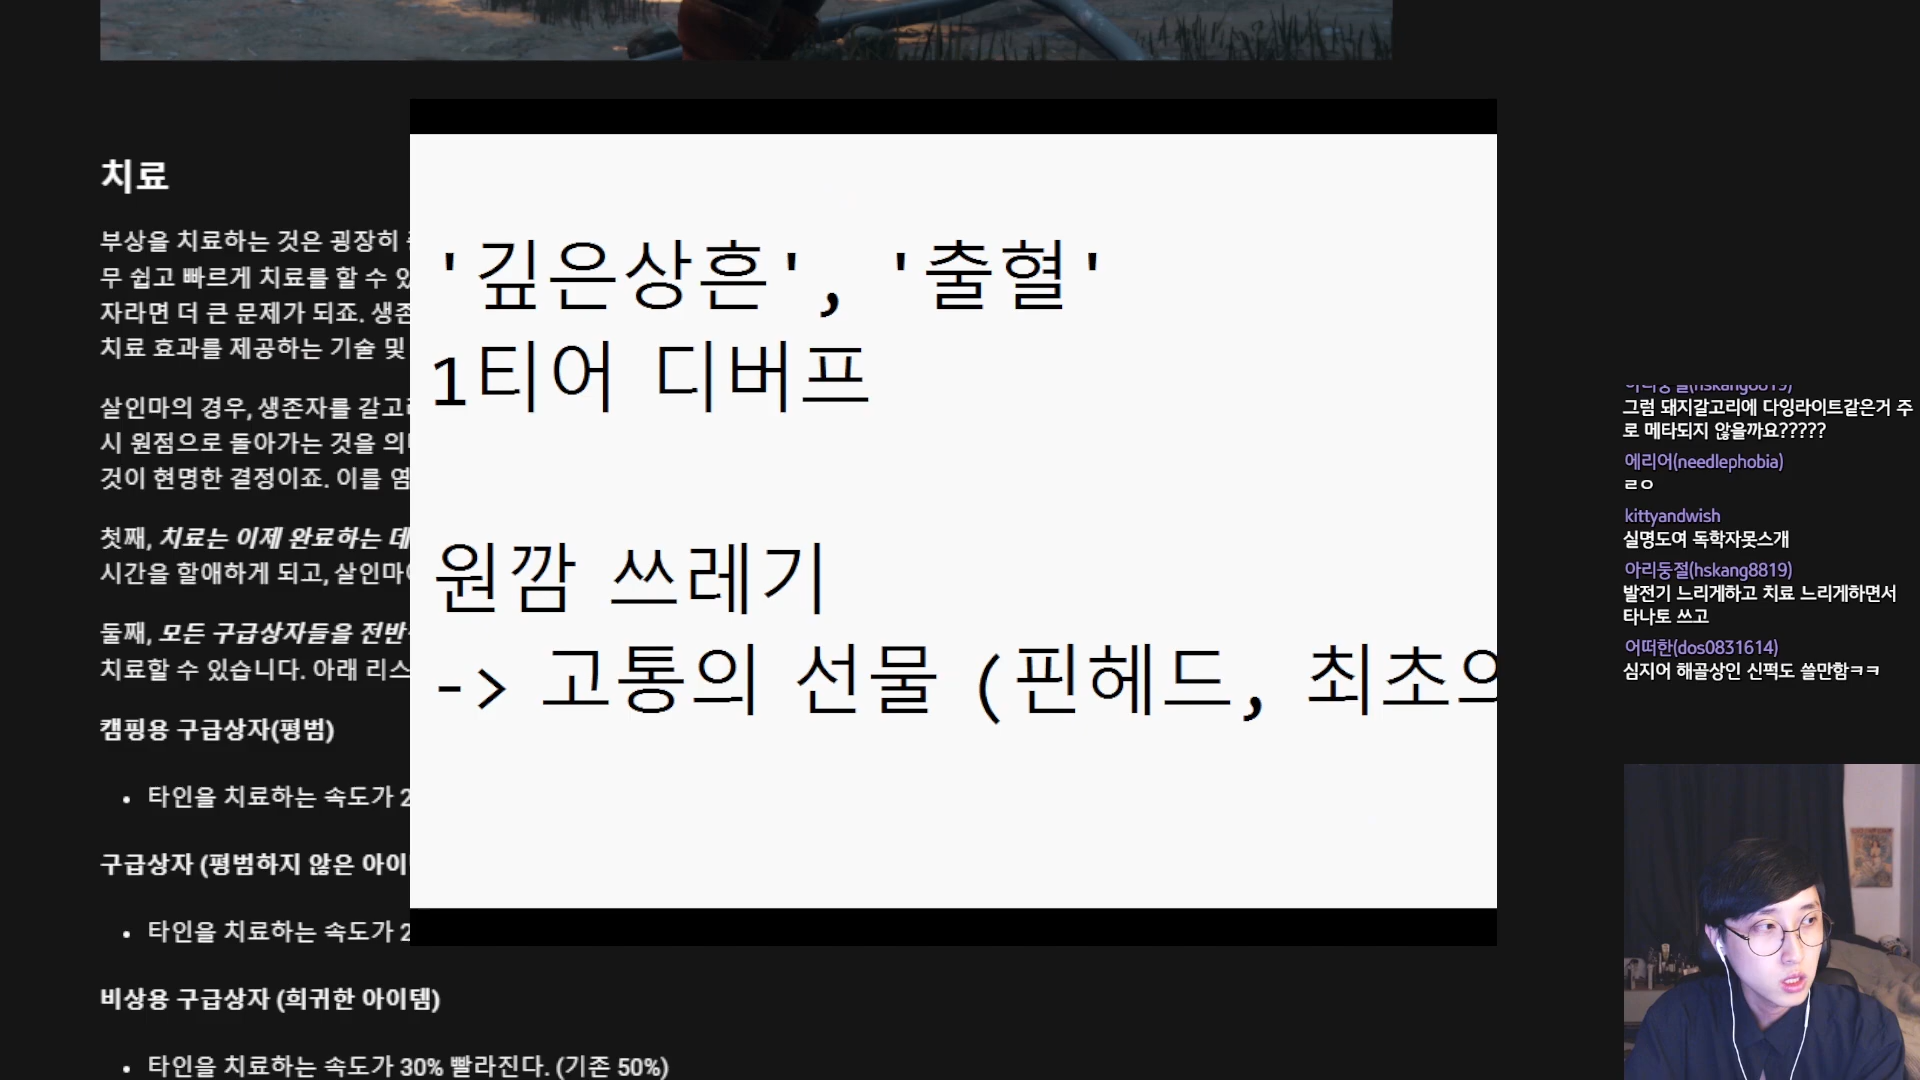 치료
부상을 치료하는 것은 굉장히
무 쉽고 빠르게 치료를 할 수 있
자라면 더 큰 문제가 되죠. 생존
치료 효과를 제공하는 기술 및
살인마의 경우, 생존자를 갈고리
시 원점으로 돌아가는 것을 의
것이 현명한 결정이죠. 이를 염
첫째, 치료는 이제 완료하는 데
시간을 할애하게 되고, 살인마
둘째, 모든 구급상자들을 전반
치료할 수 있습니다. 아래 리스
캠핑용 구급상자(평범)
• 타인을 치료하는 속도가 2
구급상자 (평범하지 않은 아이
• 타인을 치료하는 속도가 2
비상용 구급상자 (희귀한 아이템)
• 타인을 치료하는 속도가 30% 빨라진다. (기존 50%)
'깊은상흔', '출혈'
1티어 디버프
원깜 쓰레기
-> 고통의 선물 (핀헤드, 최초의
아리둥절(hskang8819)
그럼 돼지갈고리에 다잉라이트같은거 주
로 메타되지 않을까요?????
에리어(needlephobia)
ㄹㅇ
kittyandwish
실명도여 독학자못스개
아리둥절(hskang8819)
발전기 느리게하고 치료 느리게하면서
타나토 쓰고
어떠한(dos0831614)
심지어 해골상인 신퍽도 쓸만함ㅋㅋ